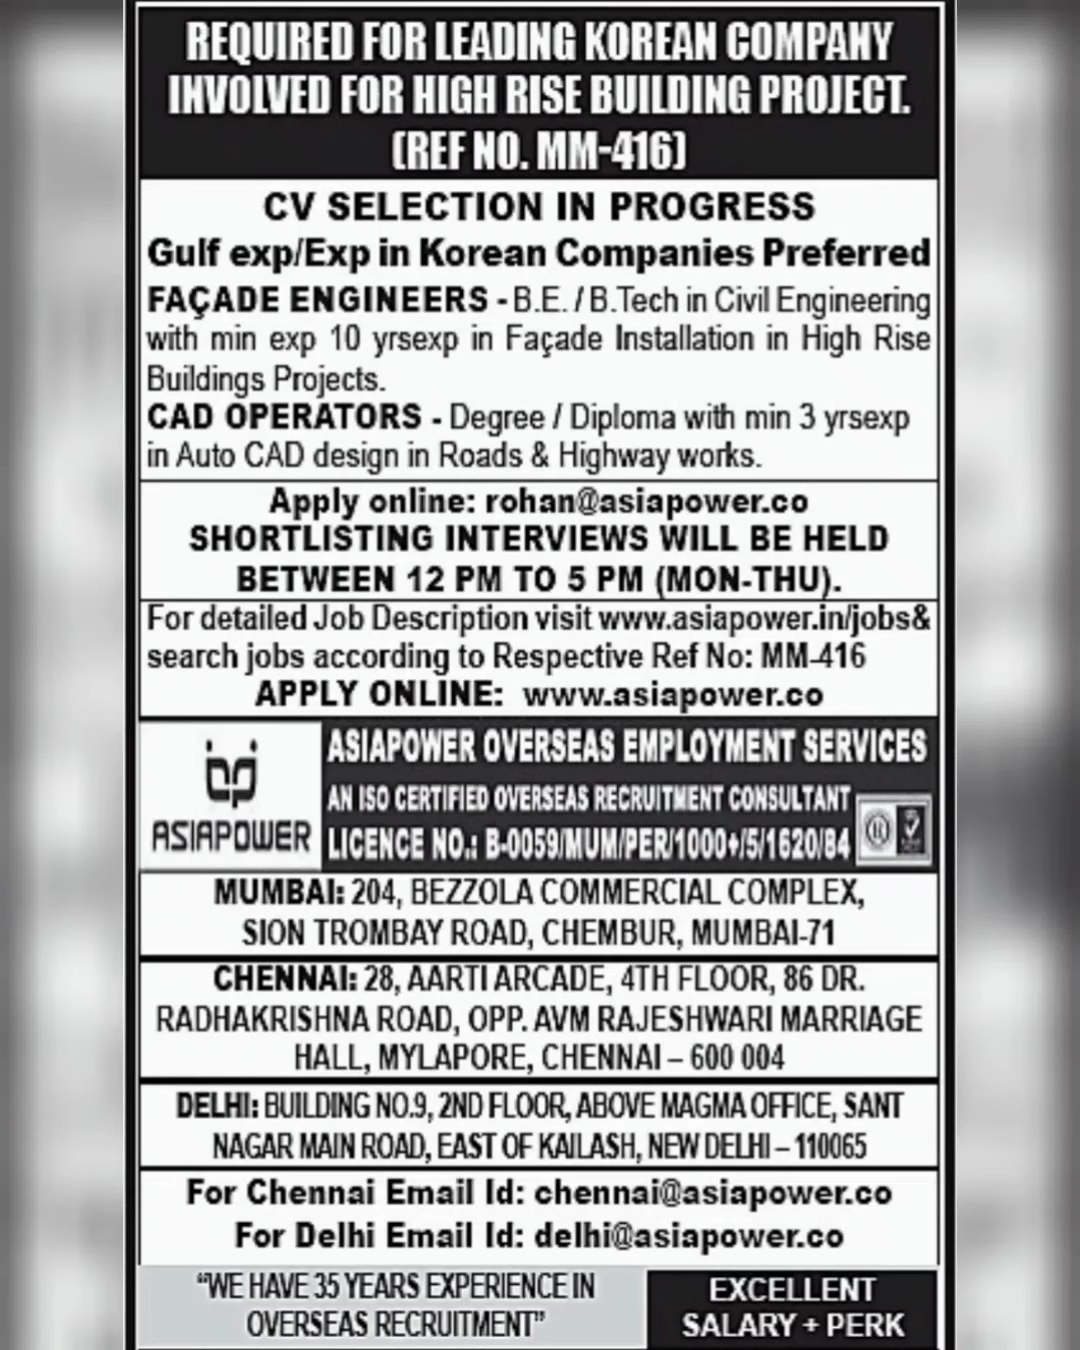 REQUIRED FOR LEADING KOREAN COMPANY
INVOLVED FOR HIGH RISE BUILDING PROJECT.
(REF NO. MM-416)
CV SELECTION IN PROGRESS
Gulf exp/Exp in Korean Companies Preferred
FAÇADE ENGINEERS - B.E. / B.Tech in Civil Engineering
with min exp 10 yrsexp in Façade Installation in High Rise
Buildings Projects.
CAD OPERATORS - Degree / Diploma with min 3 yrsexp
in Auto CAD design in Roads & Highway works.
Apply online: rohan@asiapower.co
SHORTLISTING INTERVIEWS WILL BE HELD
BETWEEN 12 PM TO 5 PM (MON-THU).
For detailed Job Description visit www.asiapower.in/jobs&
search jobs according to Respective Ref No: MM-416
APPLY ONLINE: www.asiapower.co
ASIAPOWER
ASIAPOWER OVERSEAS EMPLOYMENT SERVICES
AN ISO CERTIFIED OVERSEAS RECRUITMENT CONSULTANT
LICENCE NO.: B-0059/MUM/PER/1000+/5/1620/84
MUMBAI: 204, BEZZOLA COMMERCIAL COMPLEX,
SION TROMBAY ROAD, CHEMBUR, MUMBAI-71
CHENNAI: 28, AARTI ARCADE, 4TH FLOOR, 86 DR.
RADHAKRISHNA ROAD, OPP. AVM RAJESHWARI MARRIAGE
HALL, MYLAPORE, CHENNAI – 600 004
DELHI: BUILDING NO.9, 2ND FLOOR, ABOVE MAGMA OFFICE, SANT
NAGAR MAIN ROAD, EAST OF KAILASH, NEW DELHI – 110065
For Chennai Email Id: chennai@asiapower.co
For Delhi Email Id: delhi@asiapower.co
“WE HAVE 35 YEARS EXPERIENCE IN
OVERSEAS RECRUITMENT”
EXCELLENT
SALARY + PERK